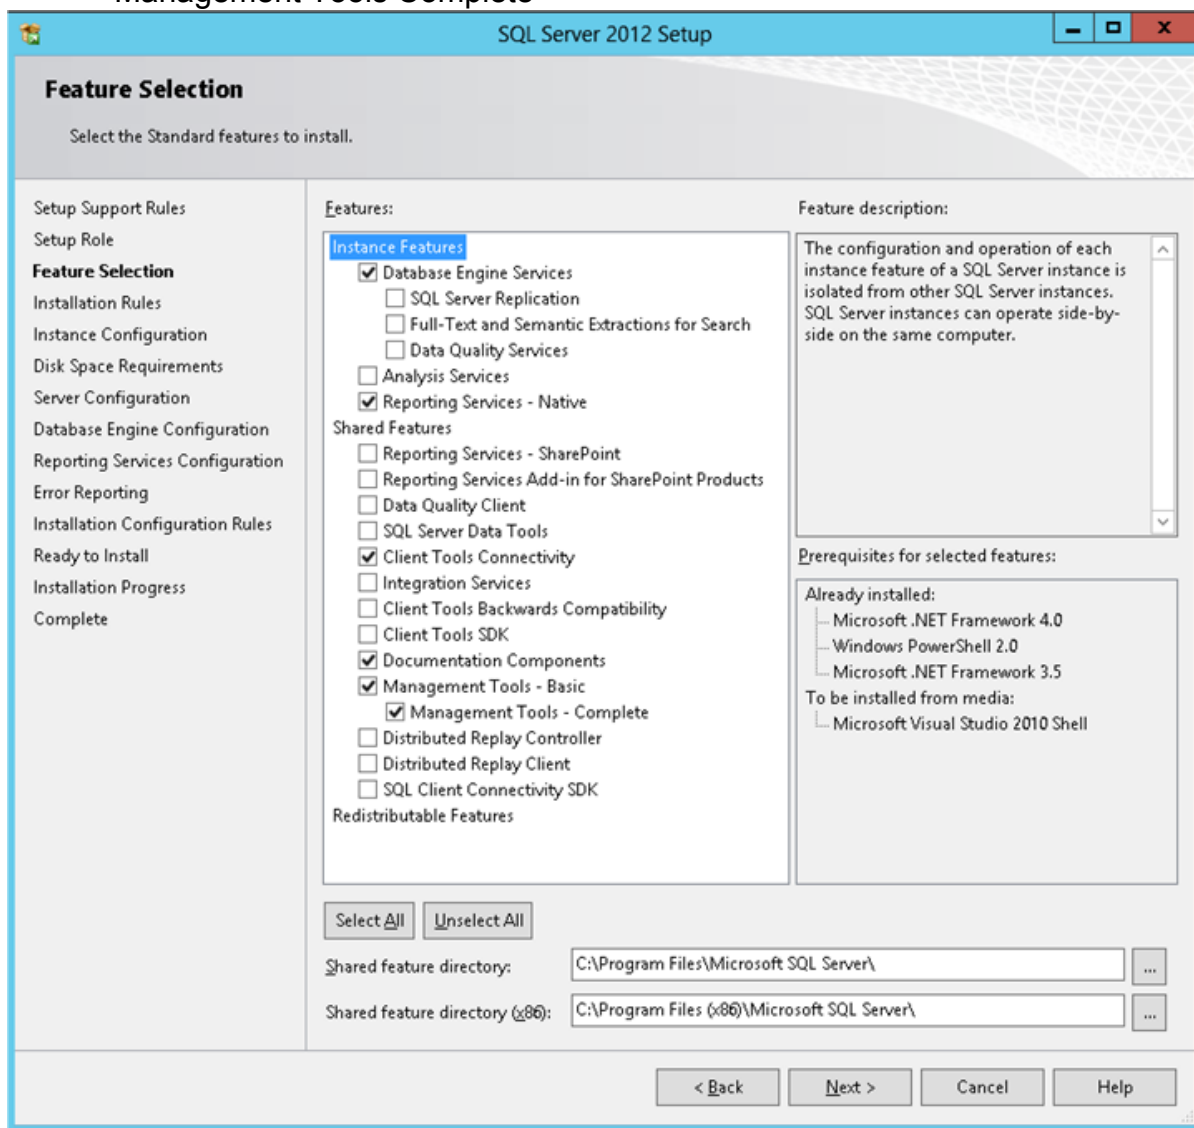 Management Tools Complete
SQL Server 2012 Setup
Feature Selection
Select the Standard features to install.
Setup Support Rules
Setup Role
Feature Selection
Installation Rules
Instance Configuration
Disk Space Requirements
Server Configuration
Database Engine Configuration
Reporting Services Configuration
Error Reporting
Installation Configuration Rules
Ready to Install
Installation Progress
Complete
Features:
Instance Features
Database Engine Services
SQL Server Replication
Full-Text and Semantic Extractions for Search
Data Quality Services
Analysis Services
Reporting Services - Native
Shared Features
Reporting Services - SharePoint
Reporting Services Add-in for SharePoint Products
Data Quality Client
SQL Server Data Tools
Client Tools Connectivity
Integration Services
Client Tools Backwards Compatibility
Client Tools SDK
Documentation Components
Management Tools - Basic
Management Tools - Complete
Distributed Replay Controller
Distributed Replay Client
SQL Client Connectivity SDK
Redistributable Features
Feature description:
The configuration and operation of each
instance feature of a SQL Server instance is
isolated from other SQL Server instances.
SQL Server instances can operate side-by-
side on the same computer.
Prerequisites for selected features:
Already installed:
Microsoft .NET Framework 4.0
Windows PowerShell 2.0
Microsoft .NET Framework 3.5
To be installed from media:
Microsoft Visual Studio 2010 Shell
Select All
Unselect All
Shared feature directory:
C:\Program Files\Microsoft SQL Server\
...
Shared feature directory (x86):
C:\Program Files (x86)\Microsoft SQL Server\
...
< Back
Next >
Cancel
Help